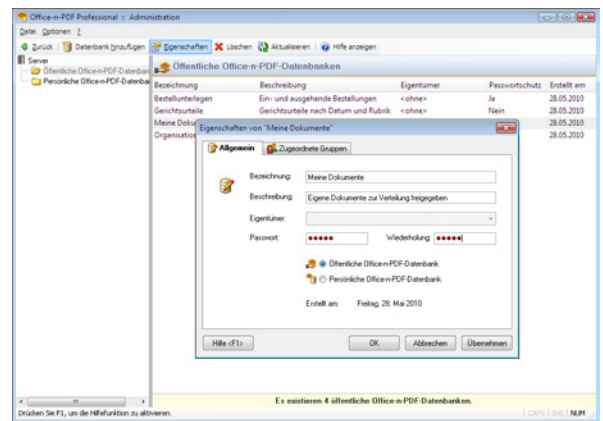 Office-n-PDF Professional :: Administration
Datei Optionen ?
Zurück Datenbank hinzufügen Eigenschaften Löschen Aktualisieren Hilfe anzeigen
Server
Öffentliche Office-n-PDF-Datenban
Persönliche Office-n-PDF-Datenban
Öffentliche Office-n-PDF-Datenbanken
Bezeichnung Beschreibung Eigentümer Passwortschutz Erstellt am
Bestellunterlagen Ein- und ausgehende Bestellungen <ohne> Ja 28.05.2010
Gerichtsurteile Gerichtsurteile nach Datum und Rubrik <ohne> Nein 28.05.2010
Meine Doku 28.05.2010
Organisatio 28.05.2010
Eigenschaften von "Meine Dokumente"
Allgemein Zugeordnete Gruppen
Bezeichnung: Meine Dokumente
Beschreibung: Eigene Dokumente zur Verteilung freigegeben
Eigentümer:
Passwort: ●●●●● Wiederholung: ●●●●●
Öffentliche Office-n-PDF-Datenbank
Persönliche Office-n-PDF-Datenbank
Erstellt am: Freitag, 28. Mai 2010
Hilfe <F1> OK Abbrechen Übernehmen
Es existieren 4 öffentliche Office-n-PDF-Datenbanken.
Drücken Sie F1, um die Hilfefunktion zu aktivieren. CAPS INS NUM